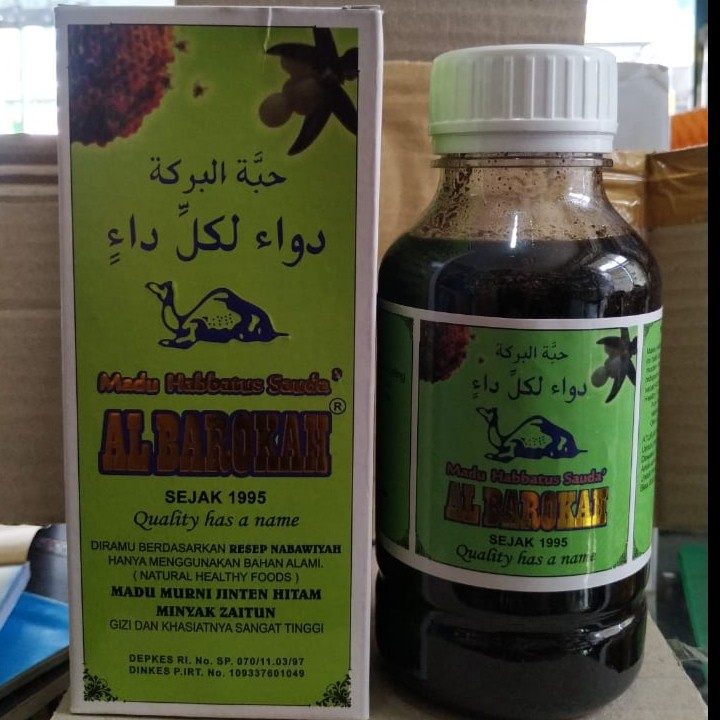 حبَّة البركة
دواء لكلِّ داءٍ
Madu Habbatus Sauda'
AL BAROKAH ®
SEJAK 1995
Quality has a name
DIRAMU BERDASARKAN RESEP NABAWIYAH
HANYA MENGGUNAKAN BAHAN ALAMI.
( NATURAL HEALTHY FOODS )
MADU MURNI JINTEN HITAM
MINYAK ZAITUN
GIZI DAN KHASIATNYA SANGAT TINGGI
DEPKES RI. No. SP. 070/11.03/97
DINKES P.IRT. No. 109337601049
حبَّة البركة
دواء لكلِّ داءٍ
Madu Habbatus Sauda'
AL BAROKAH
SEJAK 1995
Quality has a name